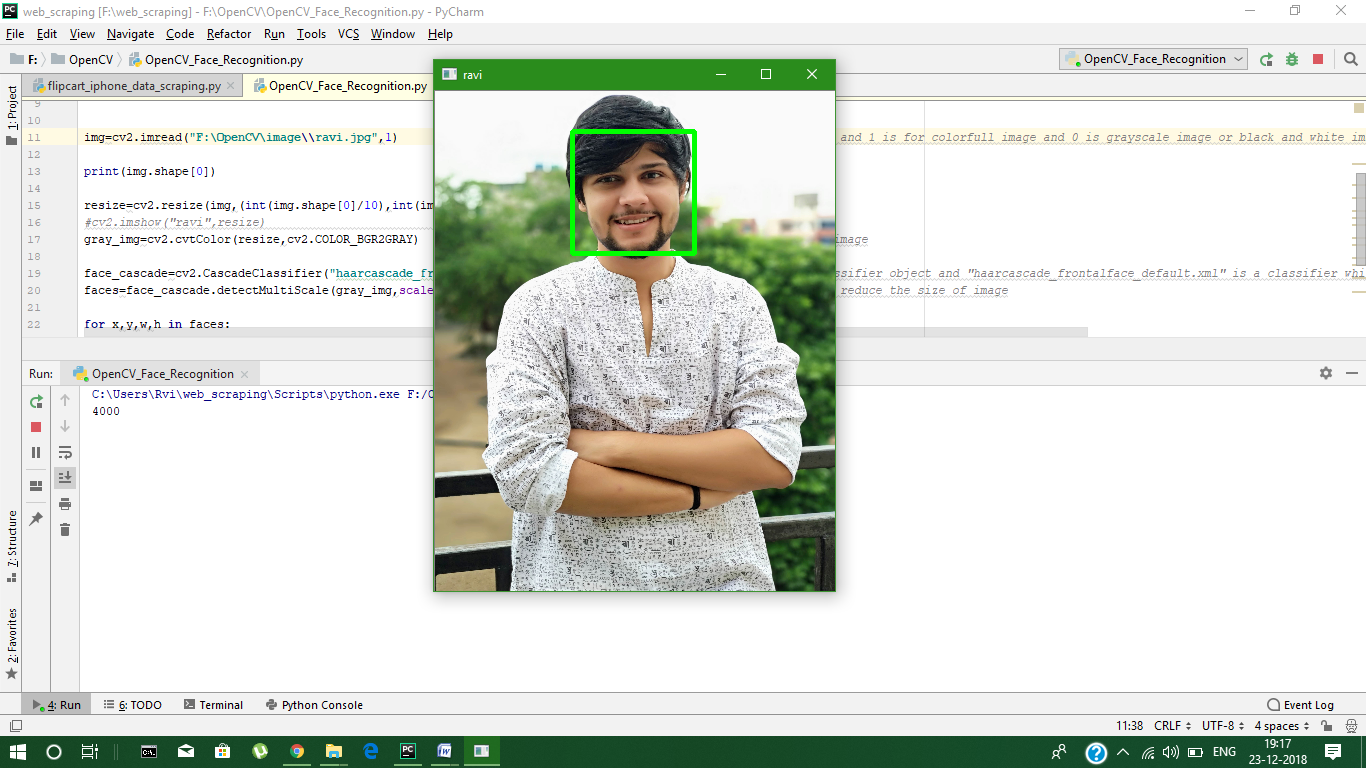 web_scraping [F:\web_scraping] - F:\OpenCV\OpenCV_Face_Recognition.py - PyCharm
File Edit View Navigate Code Refactor Run Tools VCS Window Help
F: OpenCV OpenCV_Face_Recognition.py
OpenCV_Face_Recognition
flipcart_iphone_data_scraping.py OpenCV_Face_Recognition.py
ravi
1: Project
9
10
11 img=cv2.imread("F:\OpenCV\image\\ravi.jpg",1) and 1 is for colorfull image and 0 is grayscale image or black and white im
12
13 print(img.shape[0])
14
15 resize=cv2.resize(img,(int(img.shape[0]/10),int(im
16 #cv2.imshow("ravi",resize)
17 gray_img=cv2.cvtColor(resize,cv2.COLOR_BGR2GRAY) image
18
19 face_cascade=cv2.CascadeClassifier("haarcascade_fr ssifier object and "haarcascade_frontalface_default.xml" is a classifier whi
20 faces=face_cascade.detectMultiScale(gray_img,scale reduce the size of image
21
22 for x,y,w,h in faces:
Run: OpenCV_Face_Recognition
C:\Users\Rvi\web_scraping\Scripts\python.exe F:/O
4000
7: Structure
2: Favorites
4: Run 6: TODO Terminal Python Console Event Log
11:38 CRLF UTF-8 4 spaces
ENG 19:17
23-12-2018